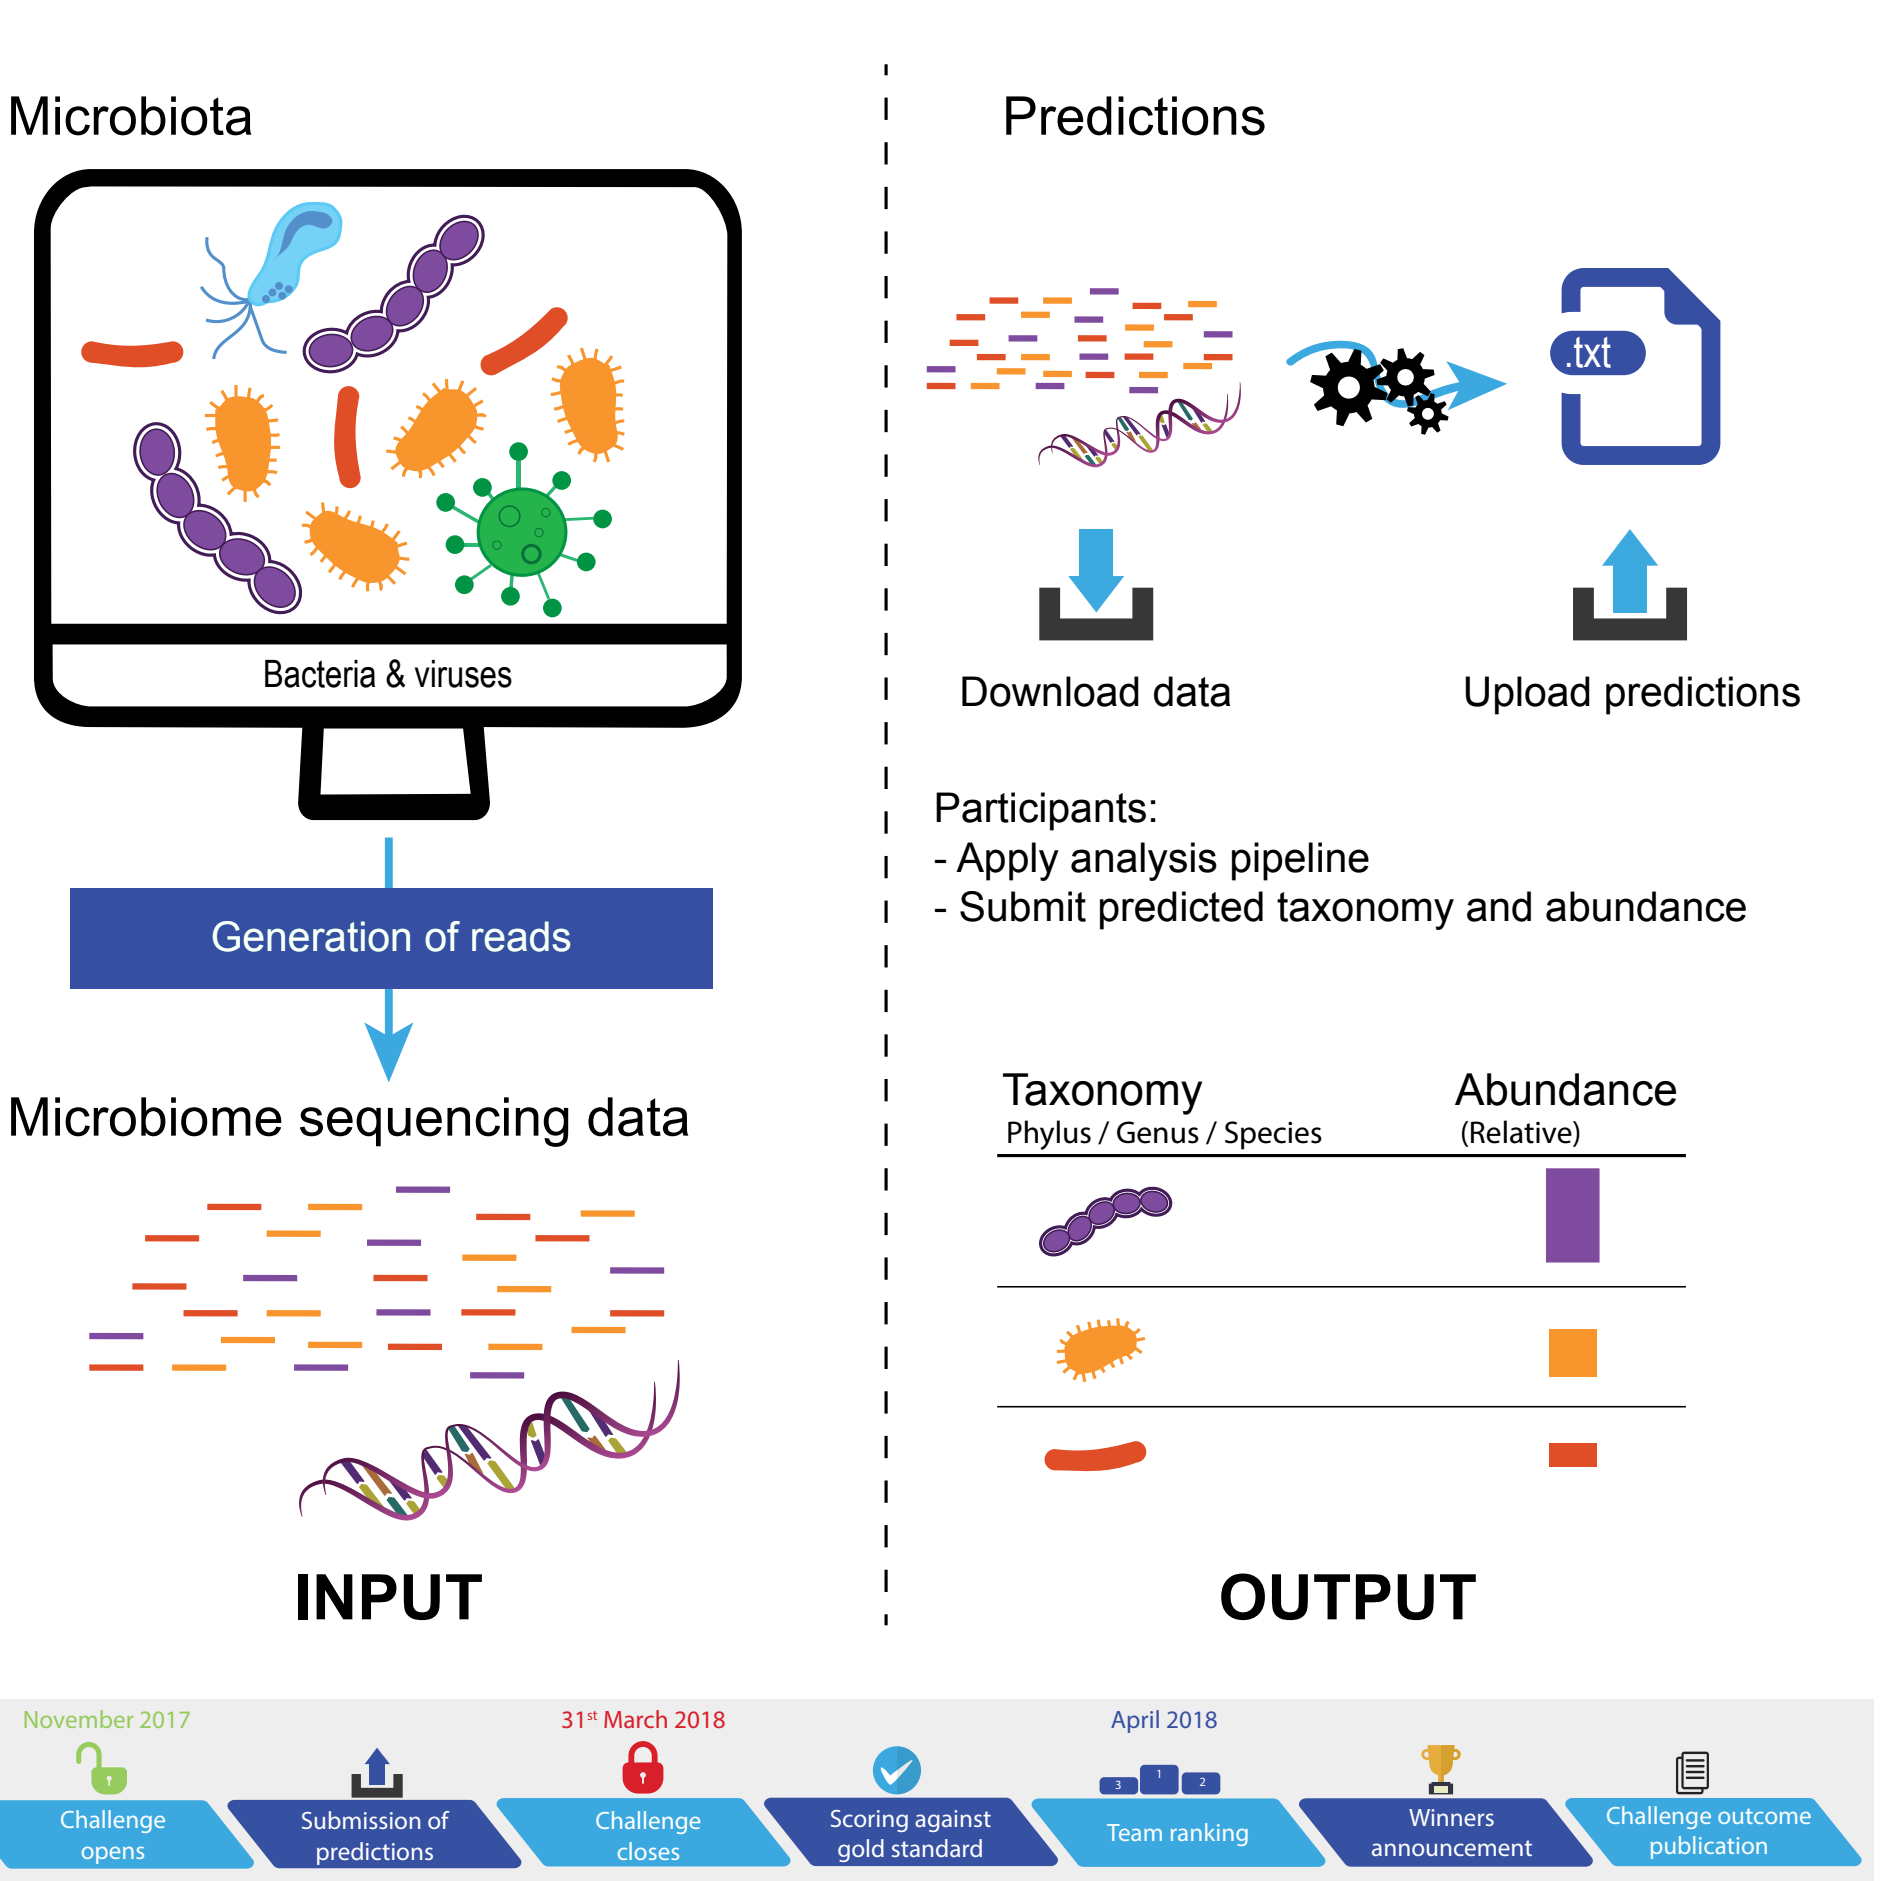 Microbiota
Bacteria & viruses
Generation of reads
Microbiome sequencing data
INPUT
Predictions
.txt
Download data
Upload predictions
Participants:
- Apply analysis pipeline
- Submit predicted taxonomy and abundance
Taxonomy
Phylus / Genus / Species
Abundance
(Relative)
OUTPUT
November 2017
Challenge
opens
Submission of
predictions
31st March 2018
Challenge
closes
Scoring against
gold standard
April 2018
3 1 2
Team ranking
Winners
announcement
Challenge outcome
publication